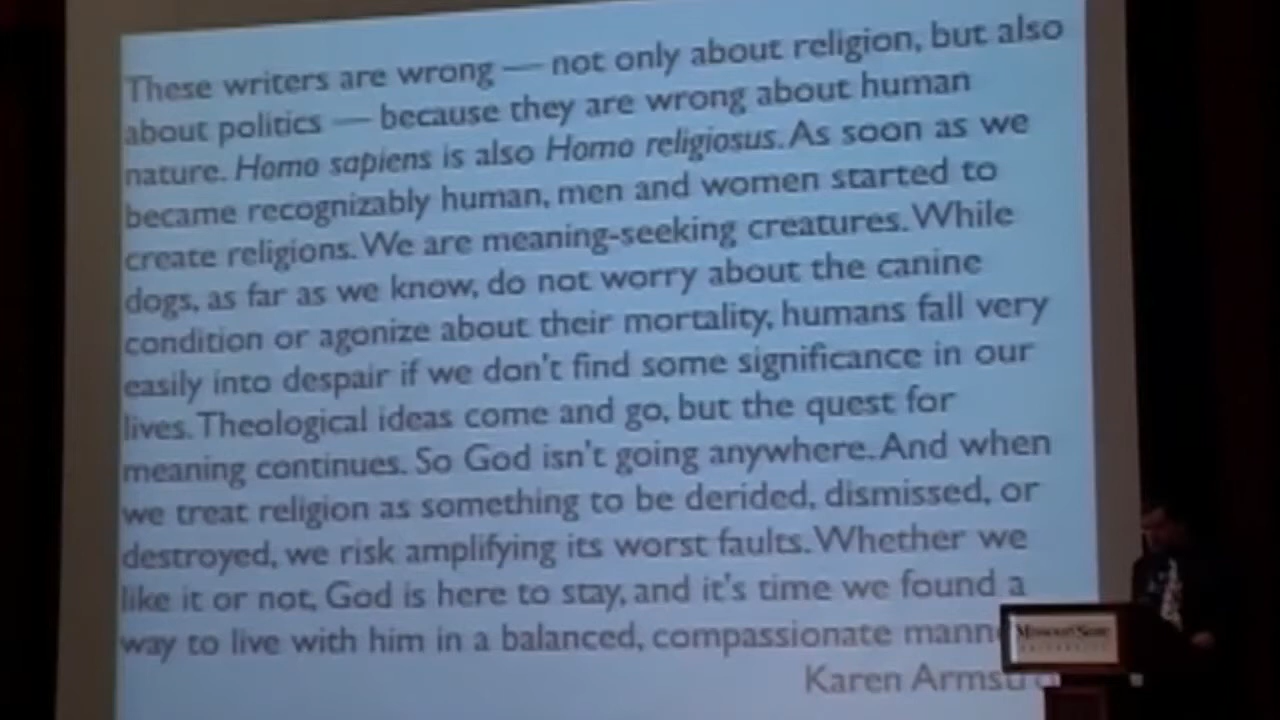 These writers are wrong — not only about religion, but also
about politics — because they are wrong about human
nature. Homo sapiens is also Homo religiosus. As soon as we
became recognizably human, men and women started to
create religions. We are meaning-seeking creatures. While
dogs, as far as we know, do not worry about the canine
condition or agonize about their mortality, humans fall very
easily into despair if we don't find some significance in our
lives. Theological ideas come and go, but the quest for
meaning continues. So God isn't going anywhere. And when
we treat religion as something to be derided, dismissed, or
destroyed, we risk amplifying its worst faults. Whether we
like it or not, God is here to stay, and it's time we found a
way to live with him in a balanced, compassionate mann
Karen Armstr
Missouri State
UNIVERSITY